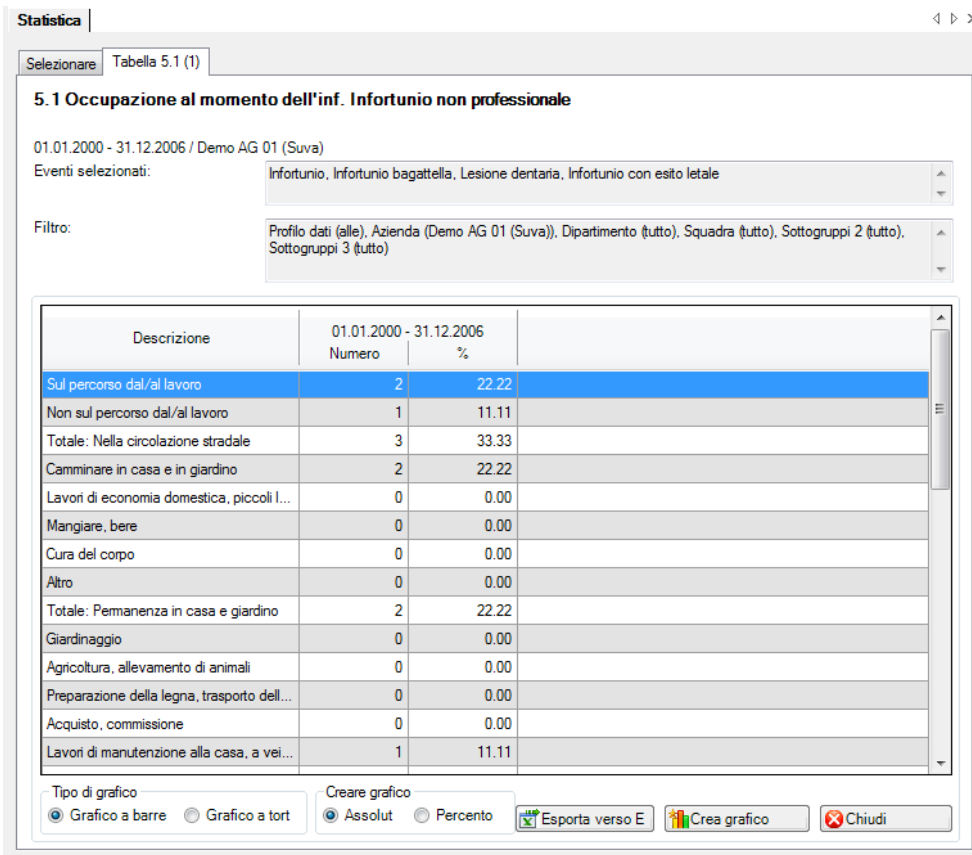 Statistica
Selezionare Tabella 5.1 (1)
5.1 Occupazione al momento dell'inf. Infortunio non professionale
01.01.2000 - 31.12.2006 / Demo AG 01 (Suva)
Eventi selezionati: Infortunio, Infortunio bagattella, Lesione dentaria, Infortunio con esito letale
Filtro: Profilo dati (alle), Azienda (Demo AG 01 (Suva)), Dipartimento (tutto), Squadra (tutto), Sottogruppi 2 (tutto),
Sottogruppi 3 (tutto)
Descrizione 01.01.2000 - 31.12.2006
Numero %
Sul percorso dal/al lavoro 2 22.22
Non sul percorso dal/al lavoro 1 11.11
Totale: Nella circolazione stradale 3 33.33
Camminare in casa e in giardino 2 22.22
Lavori di economia domestica, piccoli l... 0 0.00
Mangiare, bere 0 0.00
Cura del corpo 0 0.00
Altro 0 0.00
Totale: Permanenza in casa e giardino 2 22.22
Giardinaggio 0 0.00
Agricoltura, allevamento di animali 0 0.00
Preparazione della legna, trasporto dell... 0 0.00
Acquisto, commissione 0 0.00
Lavori di manutenzione alla casa, a vei... 1 11.11
Tipo di grafico Creare grafico
Grafico a barre Grafico a tort Assolut Percento Esporta verso E Crea grafico Chiudi